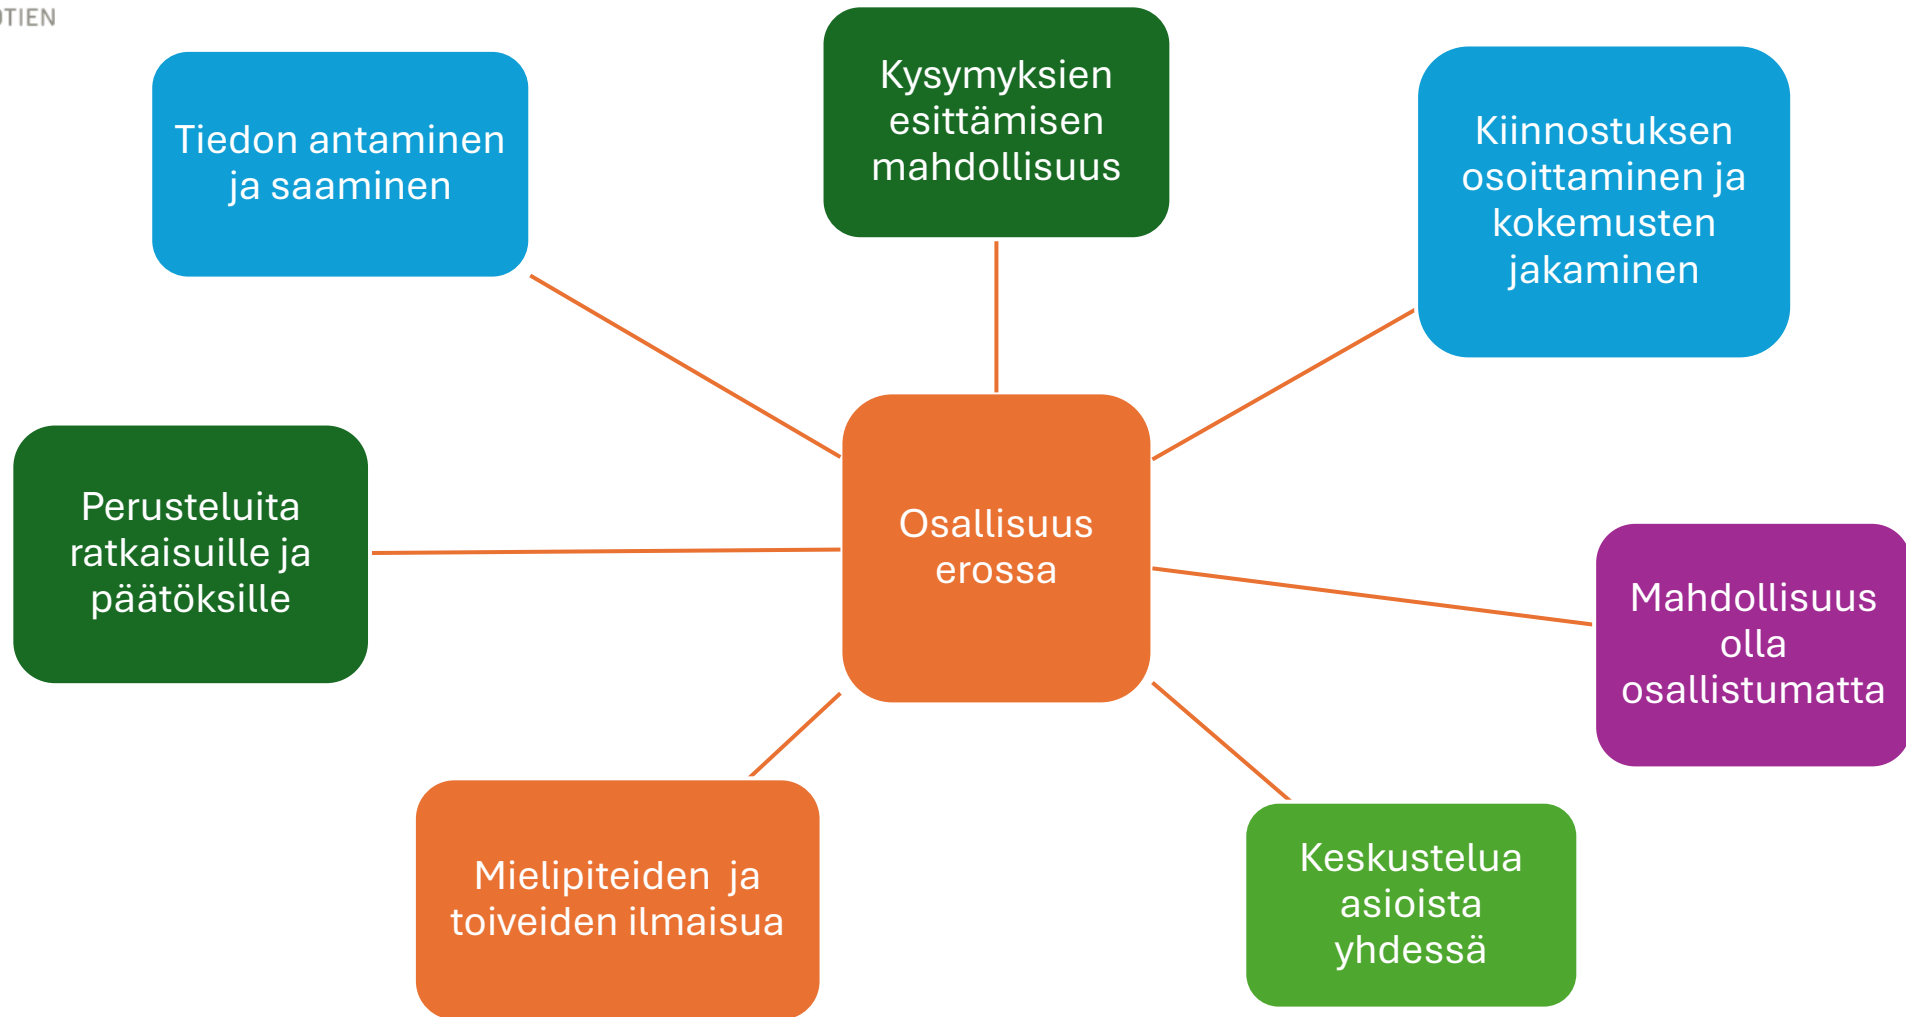 Kysymyksien
esittämisen
mahdollisuus
Tiedon antaminen
ja saaminen
Kiinnostuksen
osoittaminen ja
kokemusten
jakaminen
Perusteluita
ratkaisuille ja
päätöksille
Osallisuus
erossa
Mahdollisuus
olla
osallistumatta
Mielipiteiden ja
toiveiden ilmaisua
Keskustelua
asioista
yhdessä